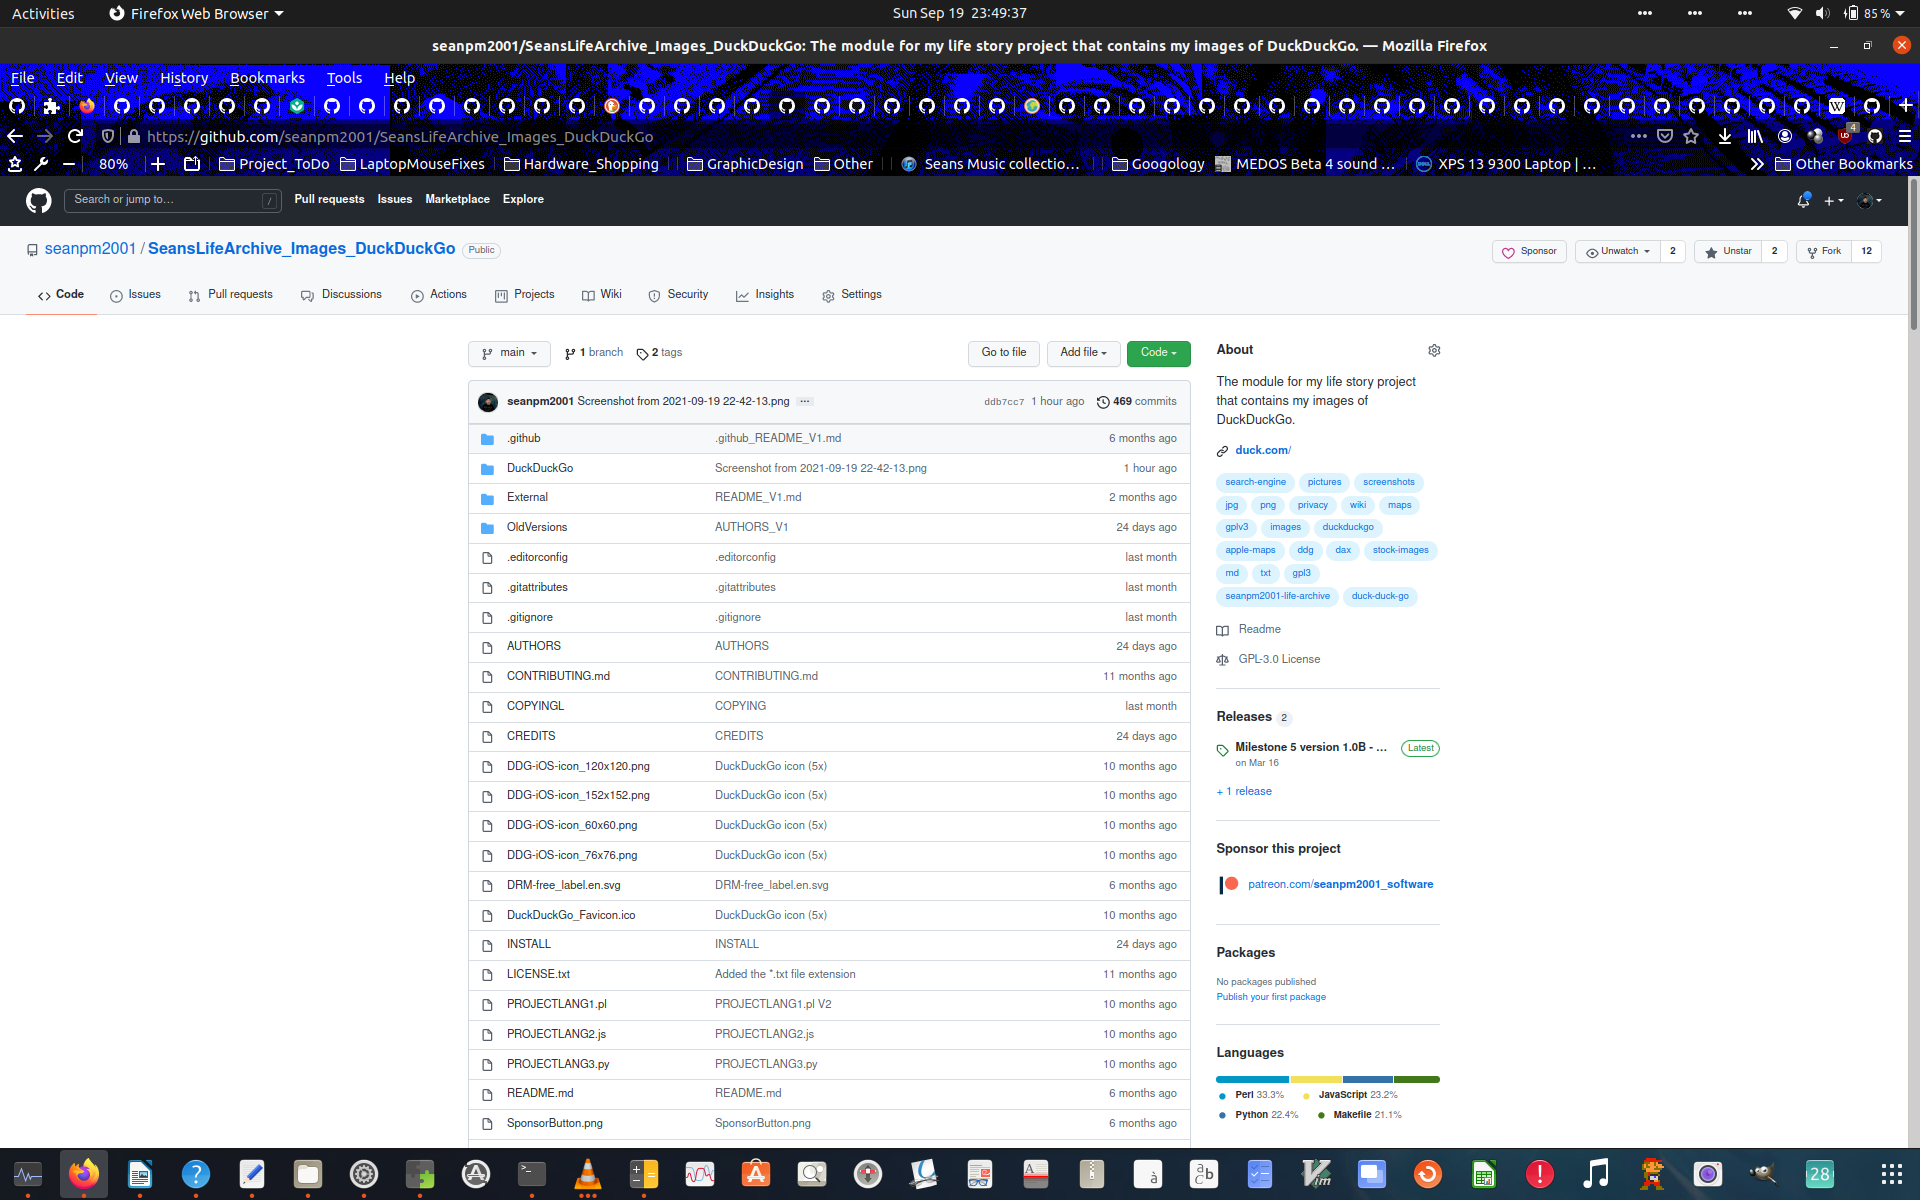 Activities
Firefox Web Browser
Sun Sep 19 23:49:37
85 %
seanpm2001/SeansLifeArchive_Images_DuckDuckGo: The module for my life story project that contains my images of DuckDuckGo. — Mozilla Firefox
File Edit View History Bookmarks Tools Help
https://github.com/seanpm2001/SeansLifeArchive_Images_DuckDuckGo
4
80%
Project_ToDo
LaptopMouseFixes
Hardware_Shopping
GraphicDesign
Other
Seans Music collectio…
Googology
MEDOS Beta 4 sound …
XPS 13 9300 Laptop | …
Other Bookmarks
Search or jump to…
/
Pull requests Issues Marketplace Explore
seanpm2001 / SeansLifeArchive_Images_DuckDuckGo Public
Sponsor
Unwatch 2
Unstar 2
Fork 12
Code
Issues
Pull requests
Discussions
Actions
Projects
Wiki
Security
Insights
Settings
main
1 branch
2 tags
Go to file
Add file
Code
seanpm2001 Screenshot from 2021-09-19 22-42-13.png … ddb7cc7 1 hour ago 469 commits
.github .github_README_V1.md 6 months ago
DuckDuckGo Screenshot from 2021-09-19 22-42-13.png 1 hour ago
External README_V1.md 2 months ago
OldVersions AUTHORS_V1 24 days ago
.editorconfig .editorconfig last month
.gitattributes .gitattributes last month
.gitignore .gitignore last month
AUTHORS AUTHORS 24 days ago
CONTRIBUTING.md CONTRIBUTING.md 11 months ago
COPYINGL COPYING last month
CREDITS CREDITS 24 days ago
DDG-iOS-icon_120x120.png DuckDuckGo icon (5x) 10 months ago
DDG-iOS-icon_152x152.png DuckDuckGo icon (5x) 10 months ago
DDG-iOS-icon_60x60.png DuckDuckGo icon (5x) 10 months ago
DDG-iOS-icon_76x76.png DuckDuckGo icon (5x) 10 months ago
DRM-free_label.en.svg DRM-free_label.en.svg 6 months ago
DuckDuckGo_Favicon.ico DuckDuckGo icon (5x) 10 months ago
INSTALL INSTALL 24 days ago
LICENSE.txt Added the *.txt file extension 11 months ago
PROJECTLANG1.pl PROJECTLANG1.pl V2 10 months ago
PROJECTLANG2.js PROJECTLANG2.js 10 months ago
PROJECTLANG3.py PROJECTLANG3.py 10 months ago
README.md README.md 6 months ago
SponsorButton.png SponsorButton.png 6 months ago
About
The module for my life story project
that contains my images of
DuckDuckGo.
duck.com/
search-engine pictures screenshots
jpg png privacy wiki maps
gplv3 images duckduckgo
apple-maps ddg dax stock-images
md txt gpl3
seanpm2001-life-archive duck-duck-go
Readme
GPL-3.0 License
Releases 2
Milestone 5 version 1.0B - … Latest
on Mar 16
+ 1 release
Sponsor this project
patreon.com/seanpm2001_software
Packages
No packages published
Publish your first package
Languages
Perl 33.3% JavaScript 23.2%
Python 22.4% Makefile 21.1%
28